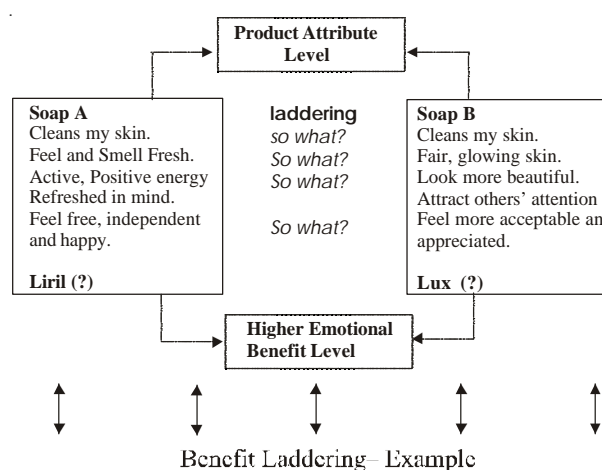 Product Attribute
Level
Soap A
Cleans my skin.
Feel and Smell Fresh.
Active, Positive energy
Refreshed in mind.
Feel free, independent
and happy.
Liril (?)
laddering
so what?
So what?
So what?
So what?
Soap B
Cleans my skin.
Fair, glowing skin.
Look more beautiful.
Attract others’ attention
Feel more acceptable an
appreciated.
Lux (?)
Higher Emotional
Benefit Level
Benefit Laddering– Example